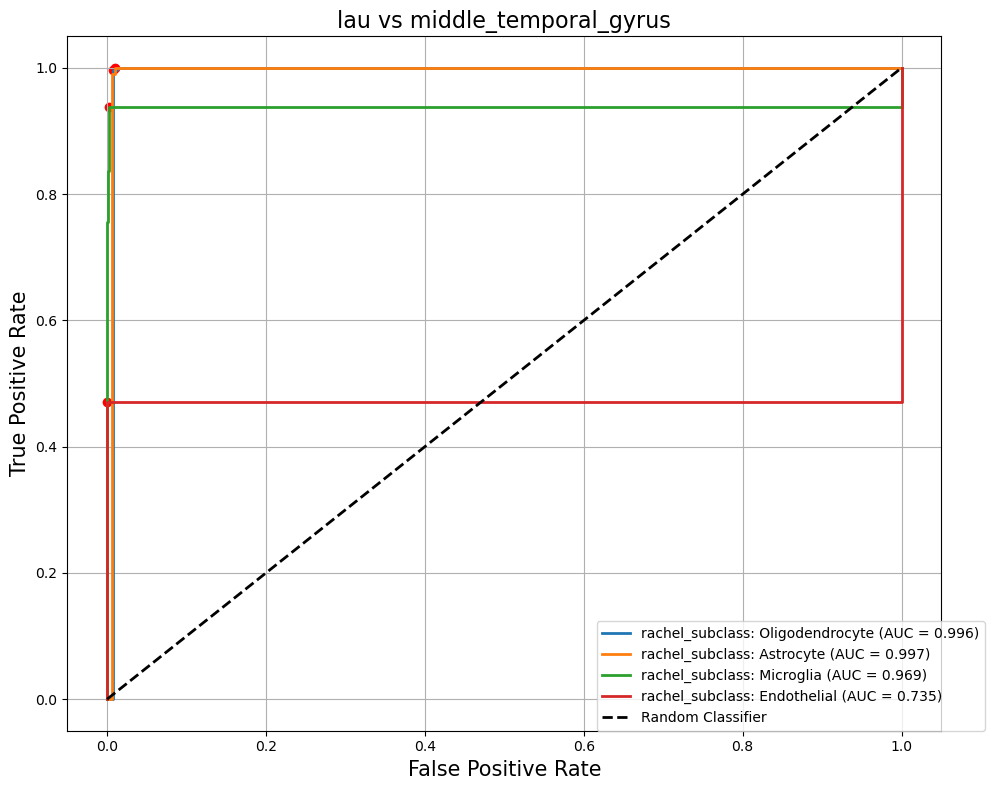 lau vs middle_temporal_gyrus
True Positive Rate
1.0
0.8
0.6
0.4
0.2
0.0
0.0 0.2 0.4 0.6 0.8 1.0
False Positive Rate
rachel_subclass: Oligodendrocyte (AUC = 0.996)
rachel_subclass: Astrocyte (AUC = 0.997)
rachel_subclass: Microglia (AUC = 0.969)
rachel_subclass: Endothelial (AUC = 0.735)
Random Classifier